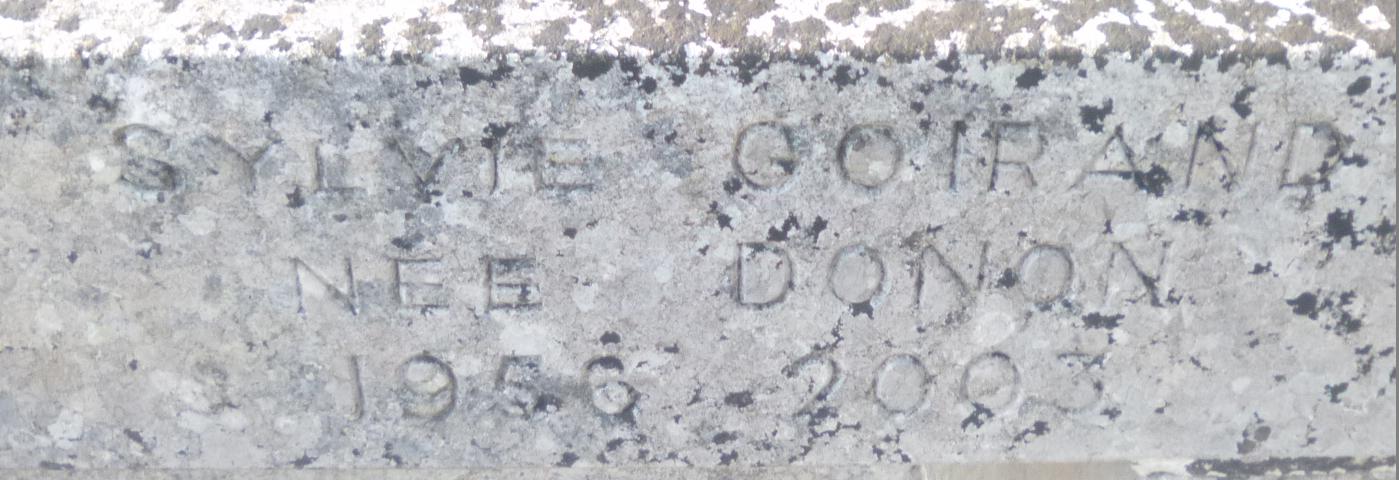 SYLVIE GOIRAND
NEE DONON
1956 2003